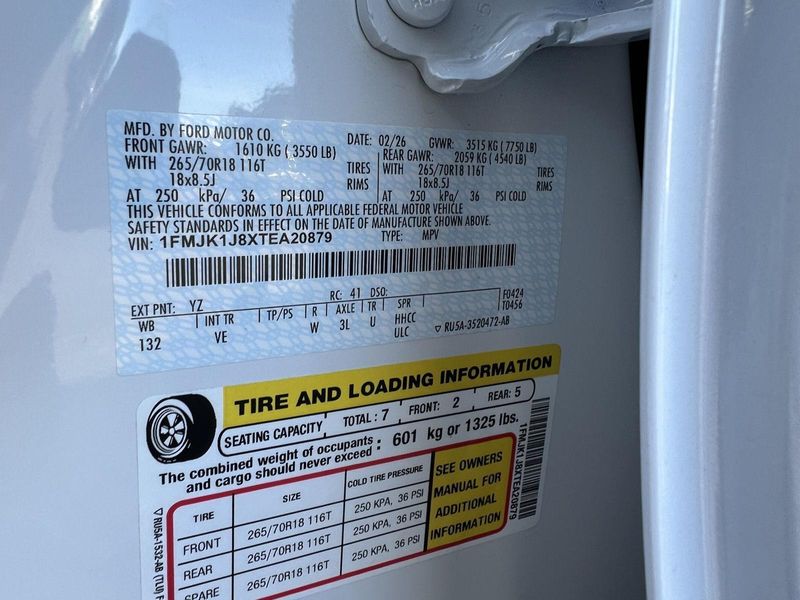 MFD. BY FORD MOTOR CO. DATE: 02/26 GVWR: 3515 KG ( 7750 LB)
FRONT GAWR: 1610 KG ( 3550 LB) REAR GAWR: 2059 KG ( 4540 LB)
WITH 265/70R18 116T TIRES WITH 265/70R18 116T TIRES
18x8.5J RIMS 18x8.5J RIMS
AT 250 kPa/ 36 PSI COLD AT 250 kPa/ 36 PSI COLD
THIS VEHICLE CONFORMS TO ALL APPLICABLE FEDERAL MOTOR VEHICLE
SAFETY STANDARDS IN EFFECT ON THE DATE OF MANUFACTURE SHOWN ABOVE.
VIN: 1FMJK1J8XTEA20879 TYPE: MPV
EXT PNT: YZ RC: 41 DSO: F0424
T0456
WB INT TR TP/PS R AXLE TR SPR
132 VE W 3L U HHCC
ULC ▽ RU5A-3520472-AB
TIRE AND LOADING INFORMATION
SEATING CAPACITY TOTAL : 7 FRONT: 2 REAR: 5
The combined weight of occupants and cargo should never exceed : 601 kg or 1325 lbs.
TIRE SIZE COLD TIRE PRESSURE
FRONT 265/70R18 116T 250 KPA, 36 PSI
REAR 265/70R18 116T 250 KPA, 36 PSI
SPARE 265/70R18 116T 250 KPA, 36 PSI
SEE OWNERS
MANUAL FOR
ADDITIONAL
INFORMATION
1FMJK1J8XTEA20879
▽ RU5A-1532-AB (TLU)